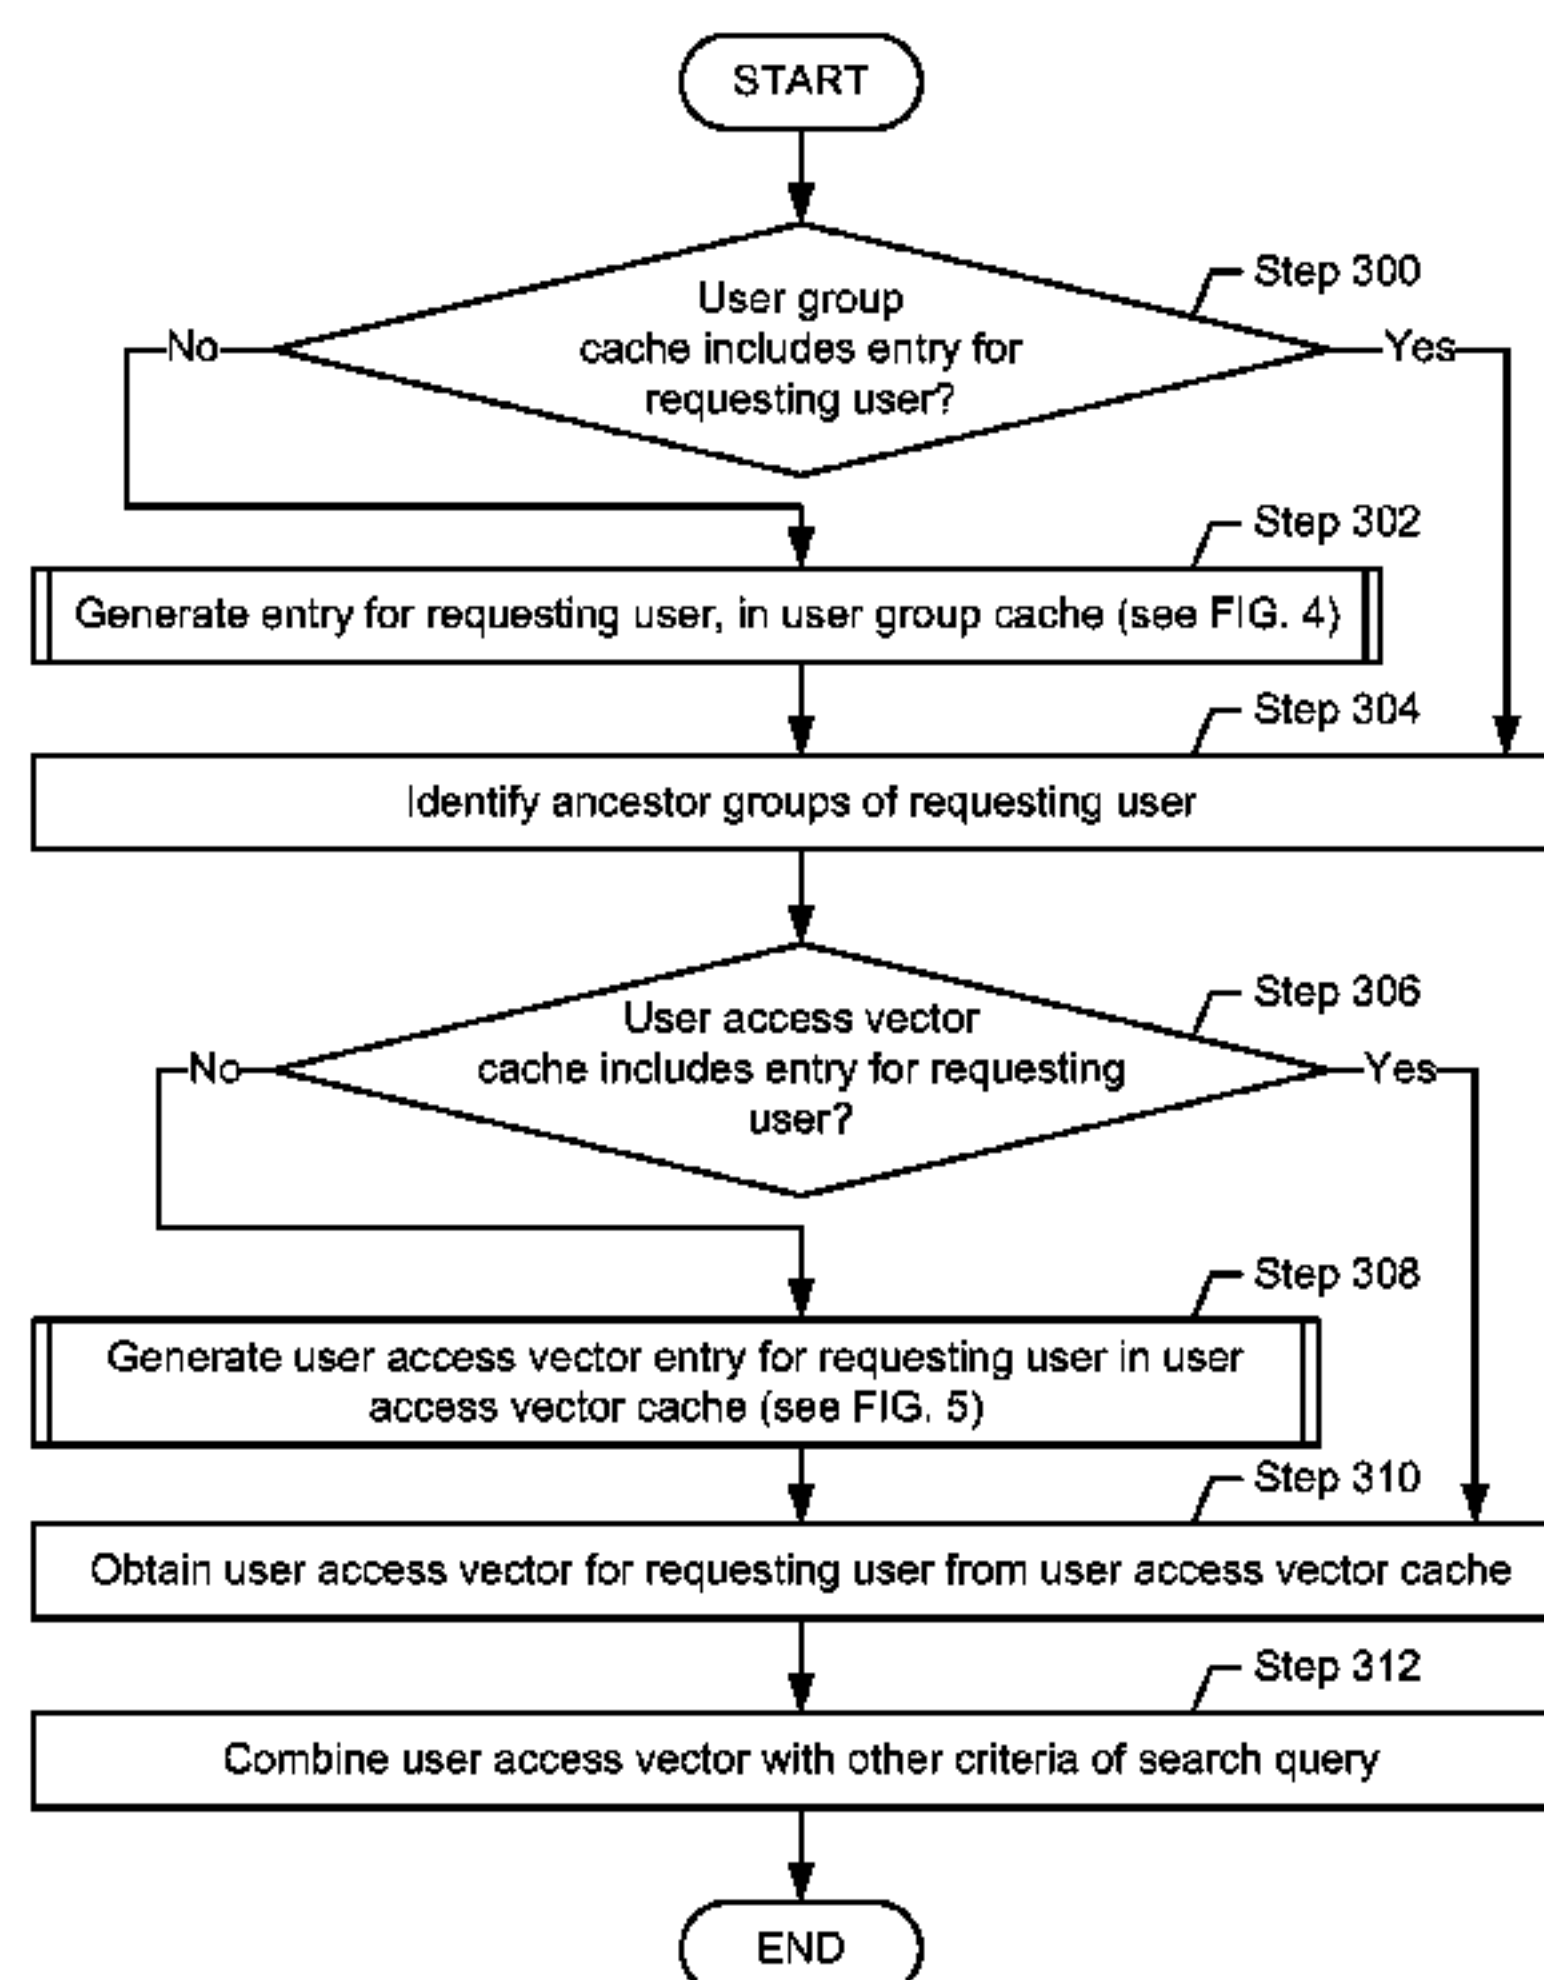 START
Step 300
User group
cache includes entry for
requesting user?
No
Yes
Step 302
Generate entry for requesting user, in user group cache (see FIG. 4)
Step 304
Identify ancestor groups of requesting user
Step 306
User access vector
cache includes entry for requesting
user?
No
Yes
Step 308
Generate user access vector entry for requesting user in user
access vector cache (see FIG. 5)
Step 310
Obtain user access vector for requesting user from user access vector cache
Step 312
Combine user access vector with other criteria of search query
END